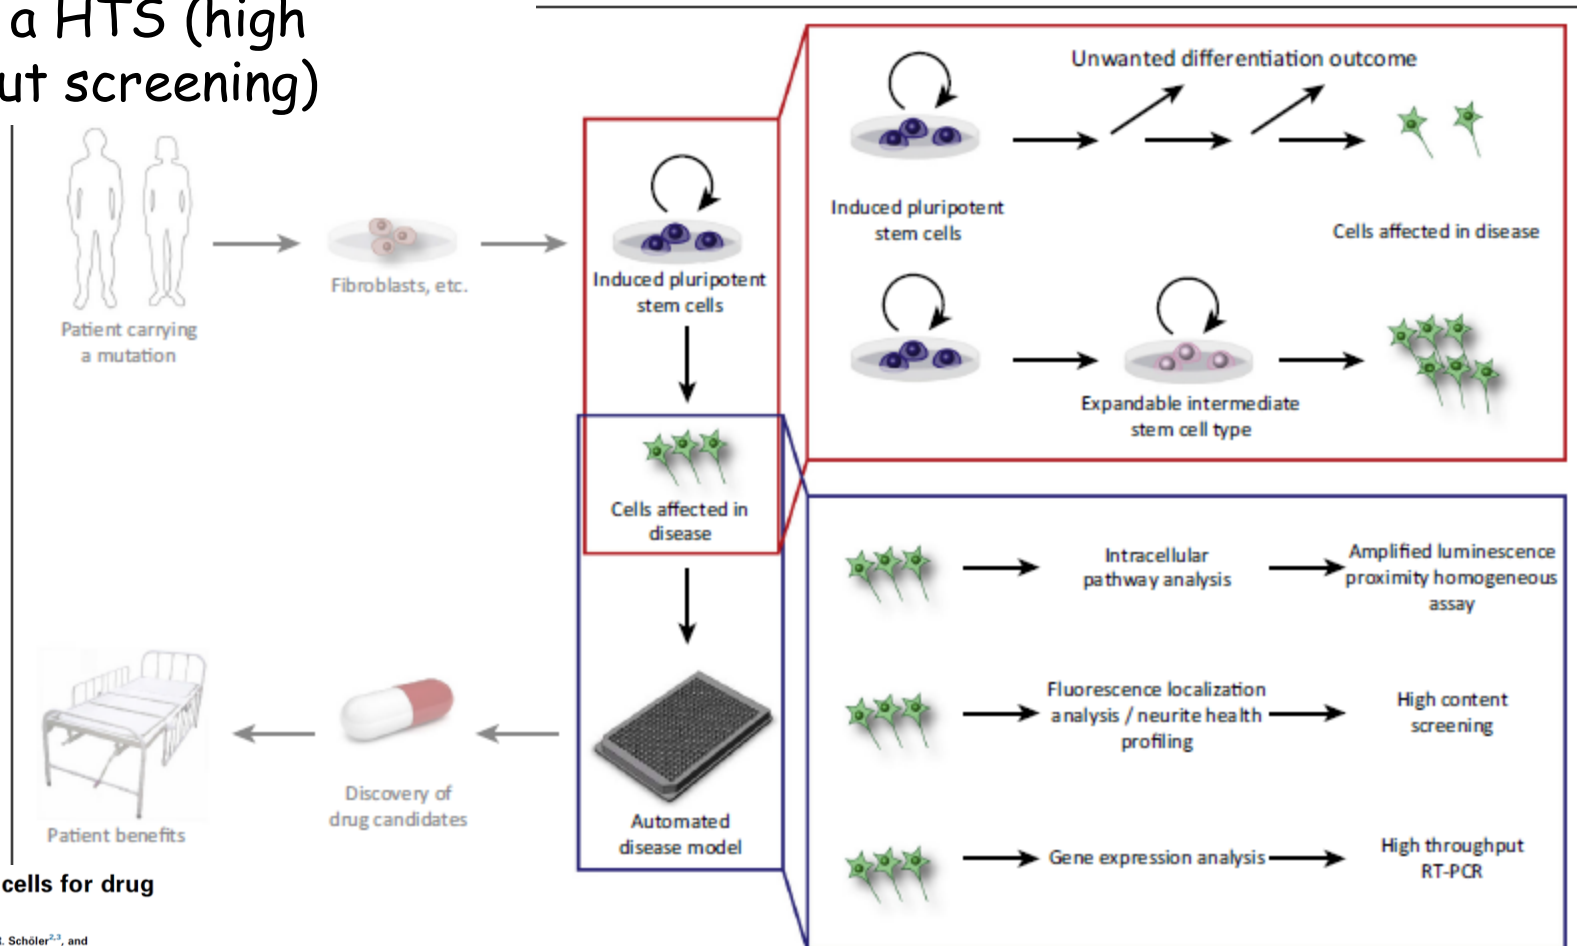 a HTS (high
ut screening)
Patient carrying
a mutation
Fibroblasts, etc.
Induced pluripotent
stem cells
Cells affected in
disease
Automated
disease model
Discovery of
drug candidates
Patient benefits
Unwanted differentiation outcome
Induced pluripotent
stem cells
Cells affected in disease
Expandable intermediate
stem cell type
Intracellular
pathway analysis
Amplified luminescence
proximity homogeneous
assay
Fluorescence localization
analysis / neurite health
profiling
High content
screening
Gene expression analysis
High throughput
RT-PCR
cells for drug
. Schöler2,3, and